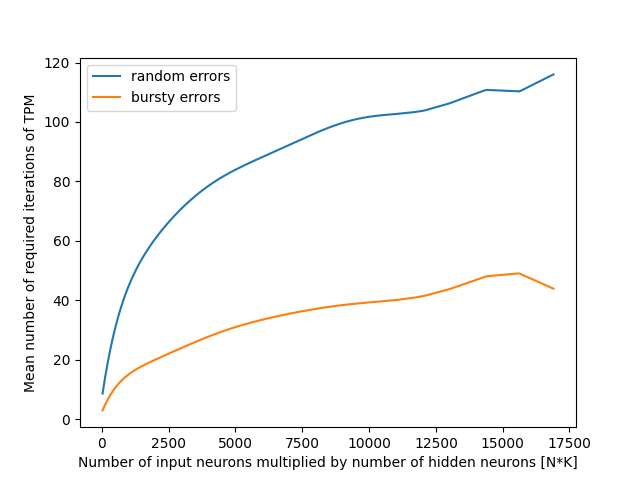 random errors
bursty errors
Mean number of required iterations of TPM
120
100
80
60
40
20
0
0 2500 5000 7500 10000 12500 15000 17500
Number of input neurons multiplied by number of hidden neurons [N*K]